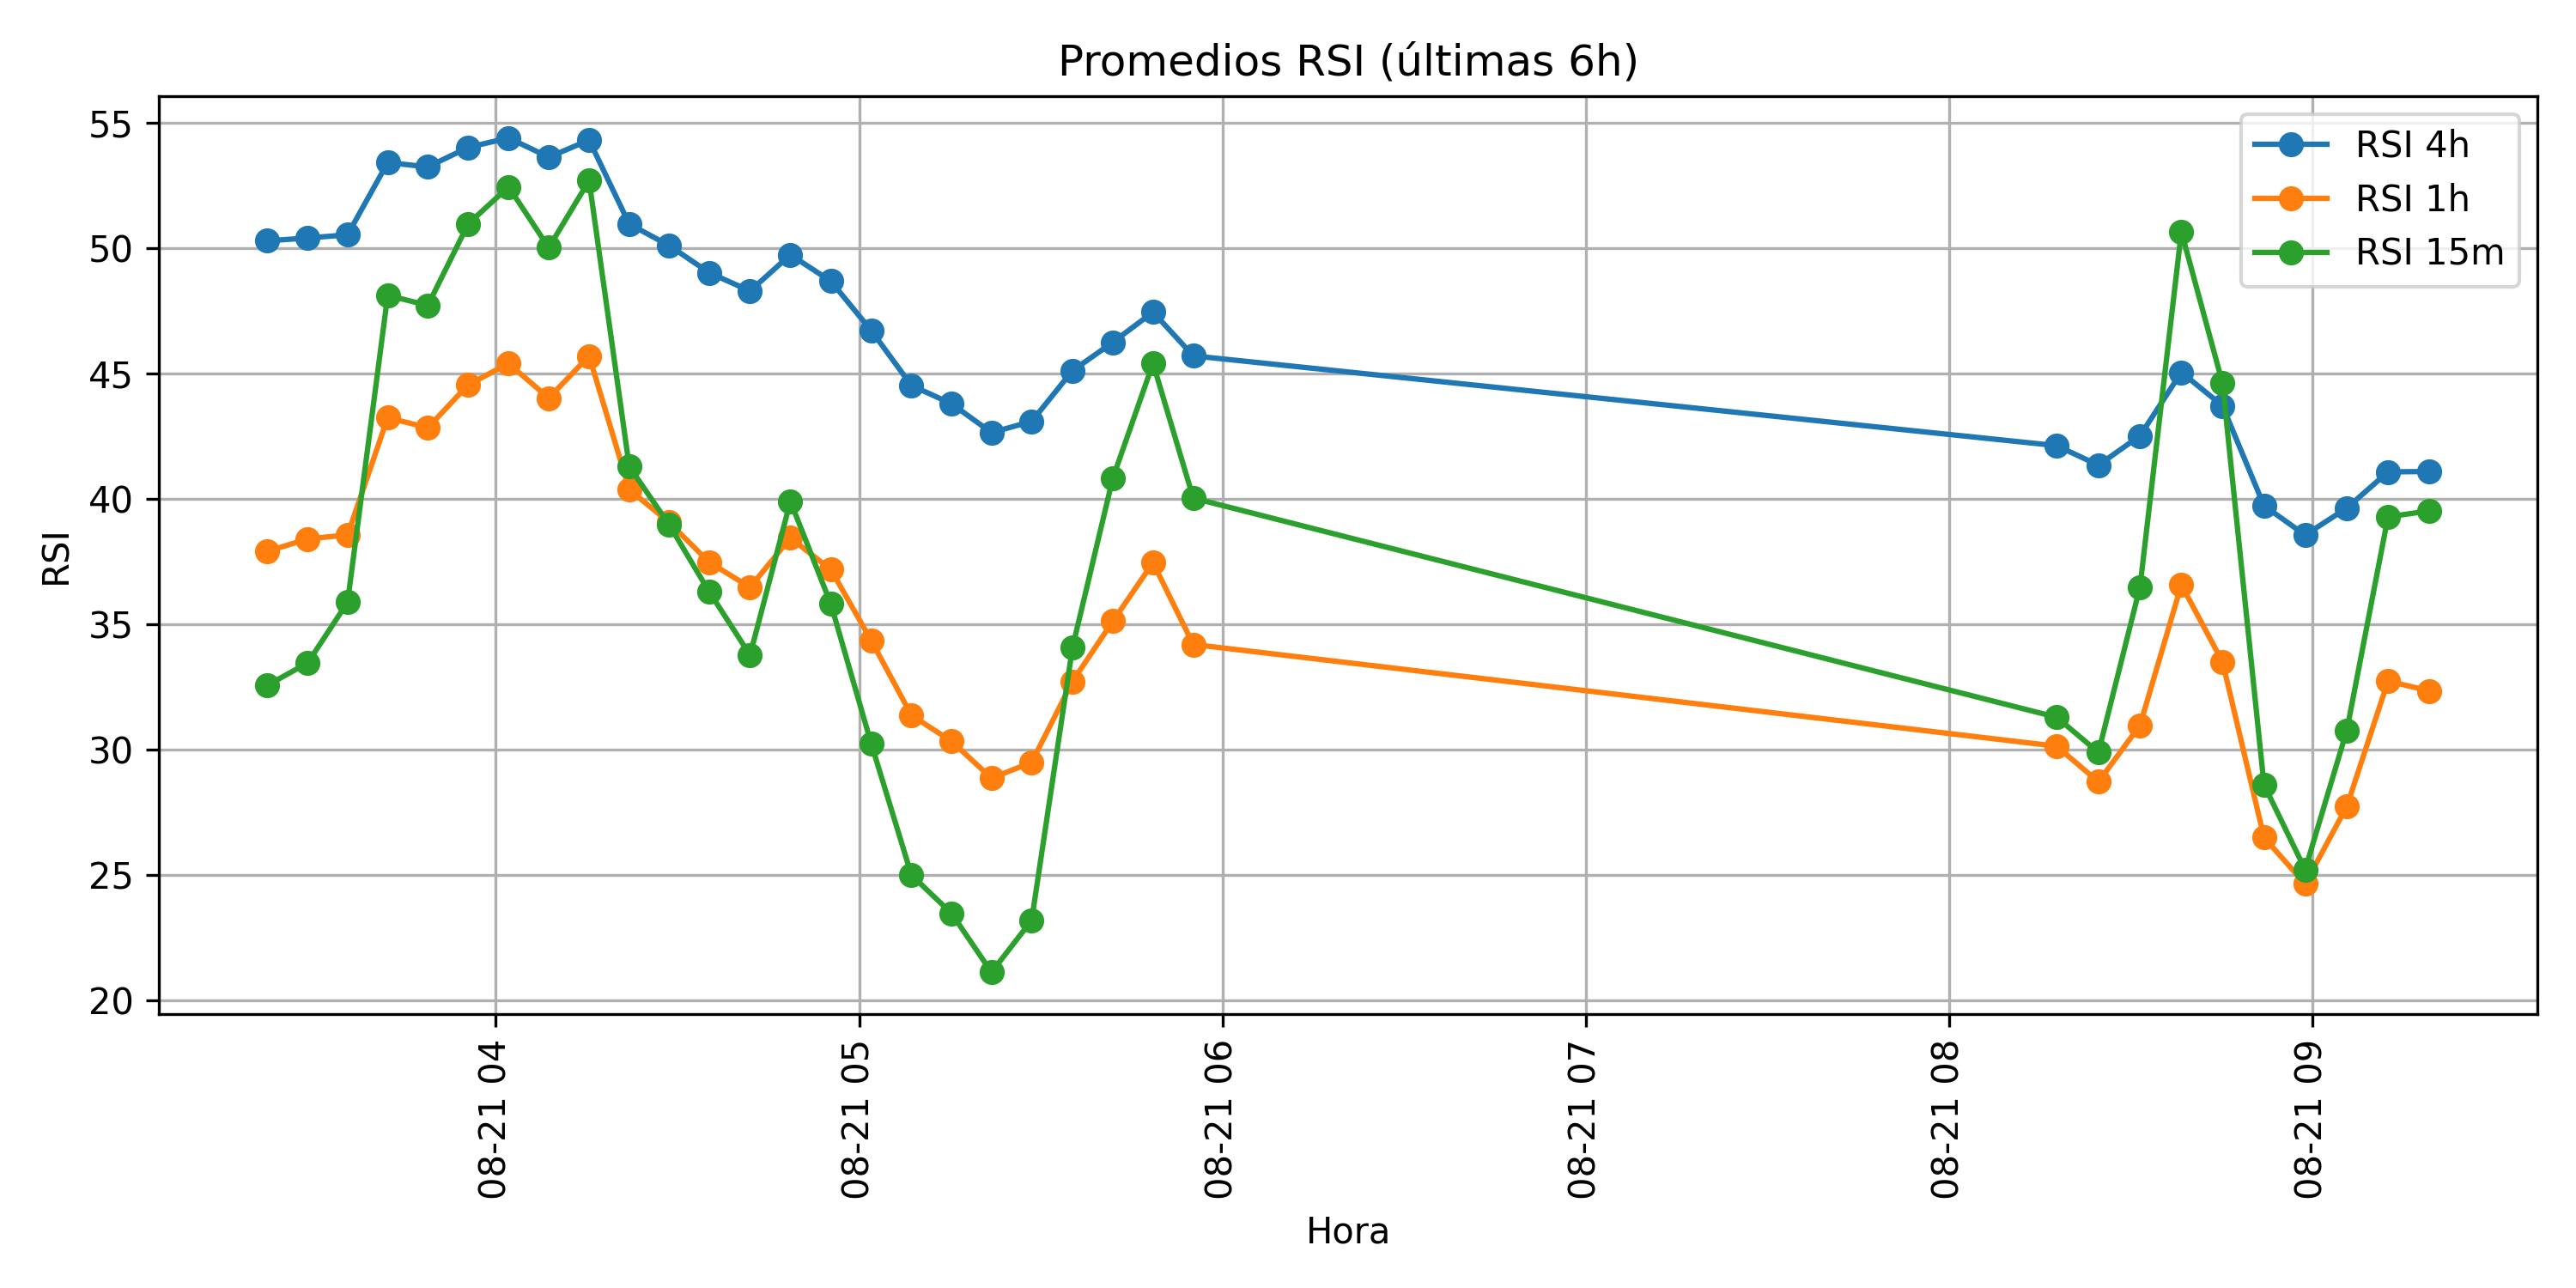 Promedios RSI (últimas 6h)
RSI 4h
RSI 1h
RSI 15m
RSI
55
50
45
40
35
30
25
20
08-21 04
08-21 05
08-21 06
08-21 07
08-21 08
08-21 09
Hora